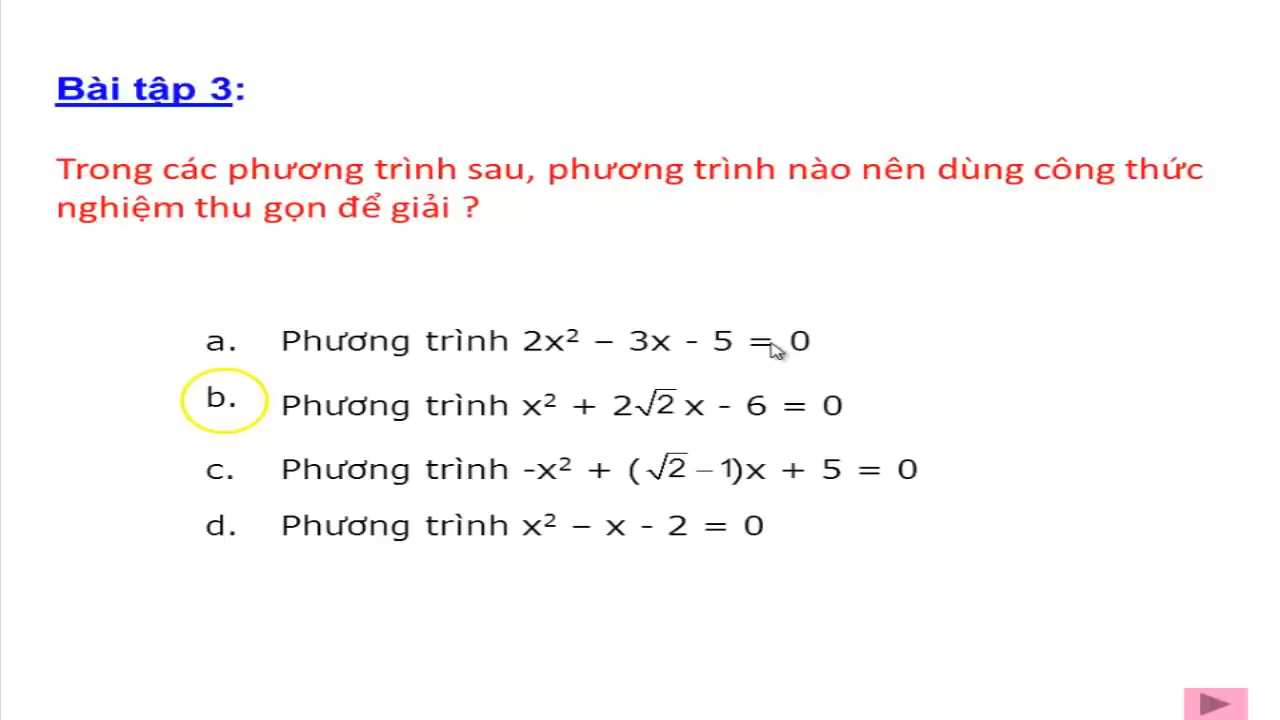 Bài tập 3:
Trong các phương trình sau, phương trình nào nên dùng công thức
nghiệm thu gọn để giải ?
a. Phương trình 2x² – 3x - 5 = 0
b. Phương trình x² + 2√2 x - 6 = 0
c. Phương trình -x² + (√2 – 1)x + 5 = 0
d. Phương trình x² – x - 2 = 0